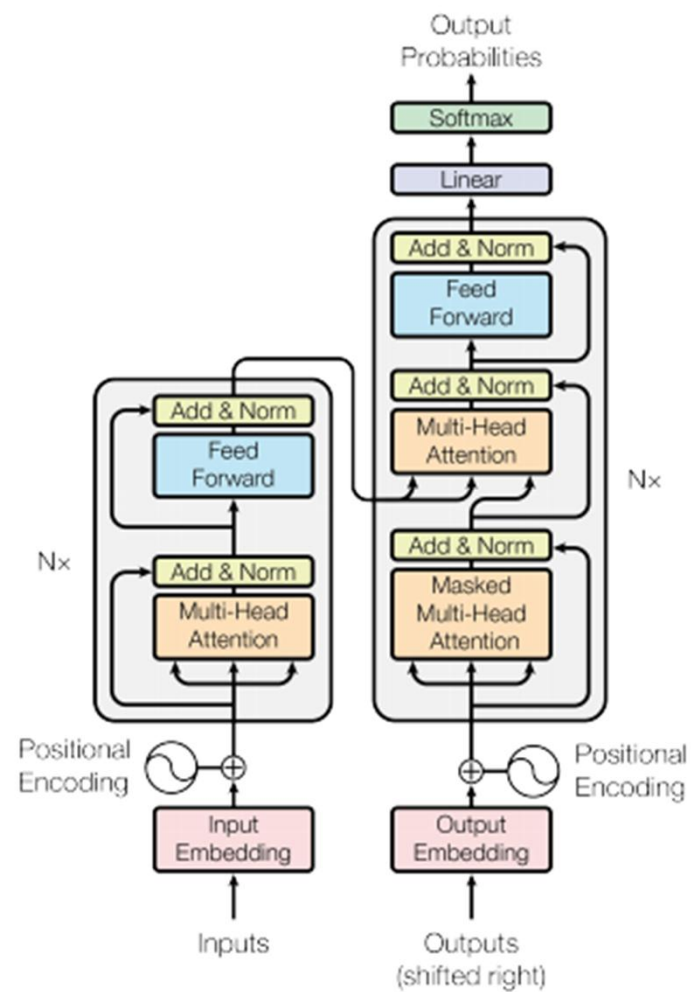 Output
Probabilities
Softmax
Linear
Add & Norm
Feed
Forward
Add & Norm
Multi-Head
Attention
Add & Norm
Masked
Multi-Head
Attention
Nx
Add & Norm
Feed
Forward
Add & Norm
Multi-Head
Attention
Nx
Positional
Encoding
Positional
Encoding
Input
Embedding
Output
Embedding
Inputs
Outputs
(shifted right)